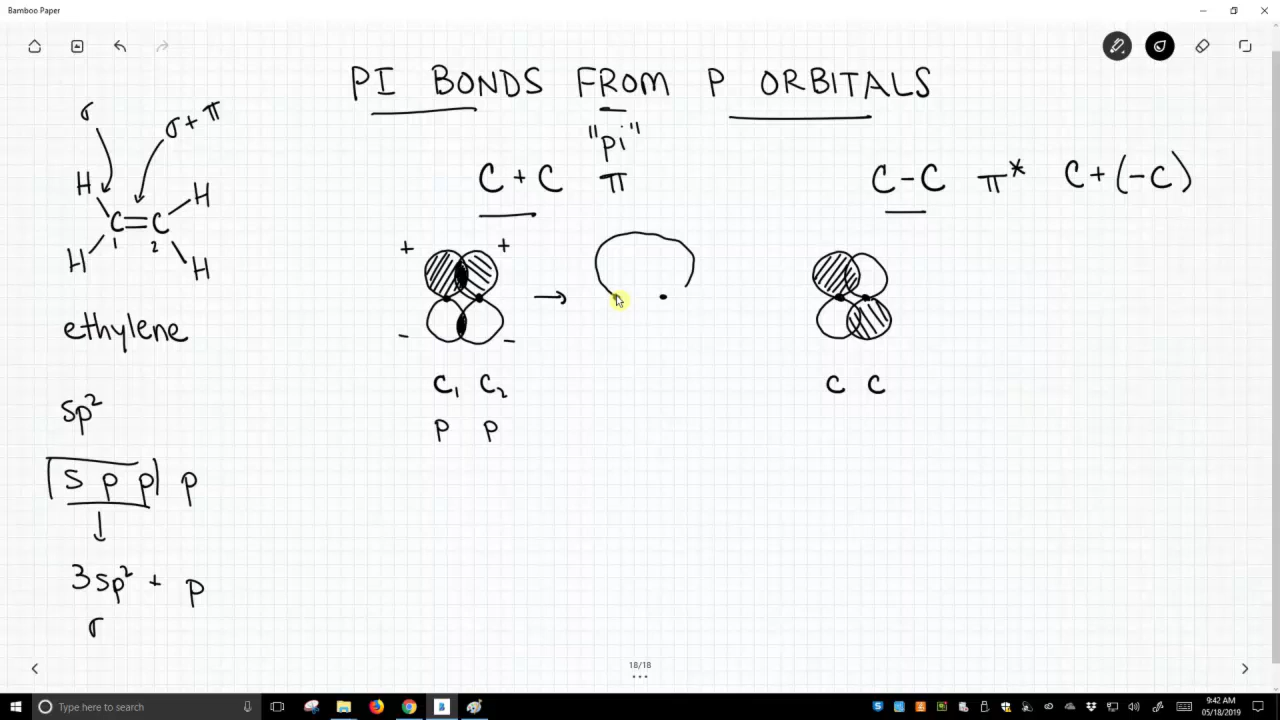 Bamboo Paper
PI BONDS FROM P ORBITALS
"pi"
C + C π
C - C π* C + (-C)
σ
σ + π
H H
C = C
1 2
H H
ethylene
sp²
s p p p
3sp² + p
σ
+ +
- -
→
C₁ C₂
p p
C C
18/18
Type here to search
9:42 AM
05/18/2019